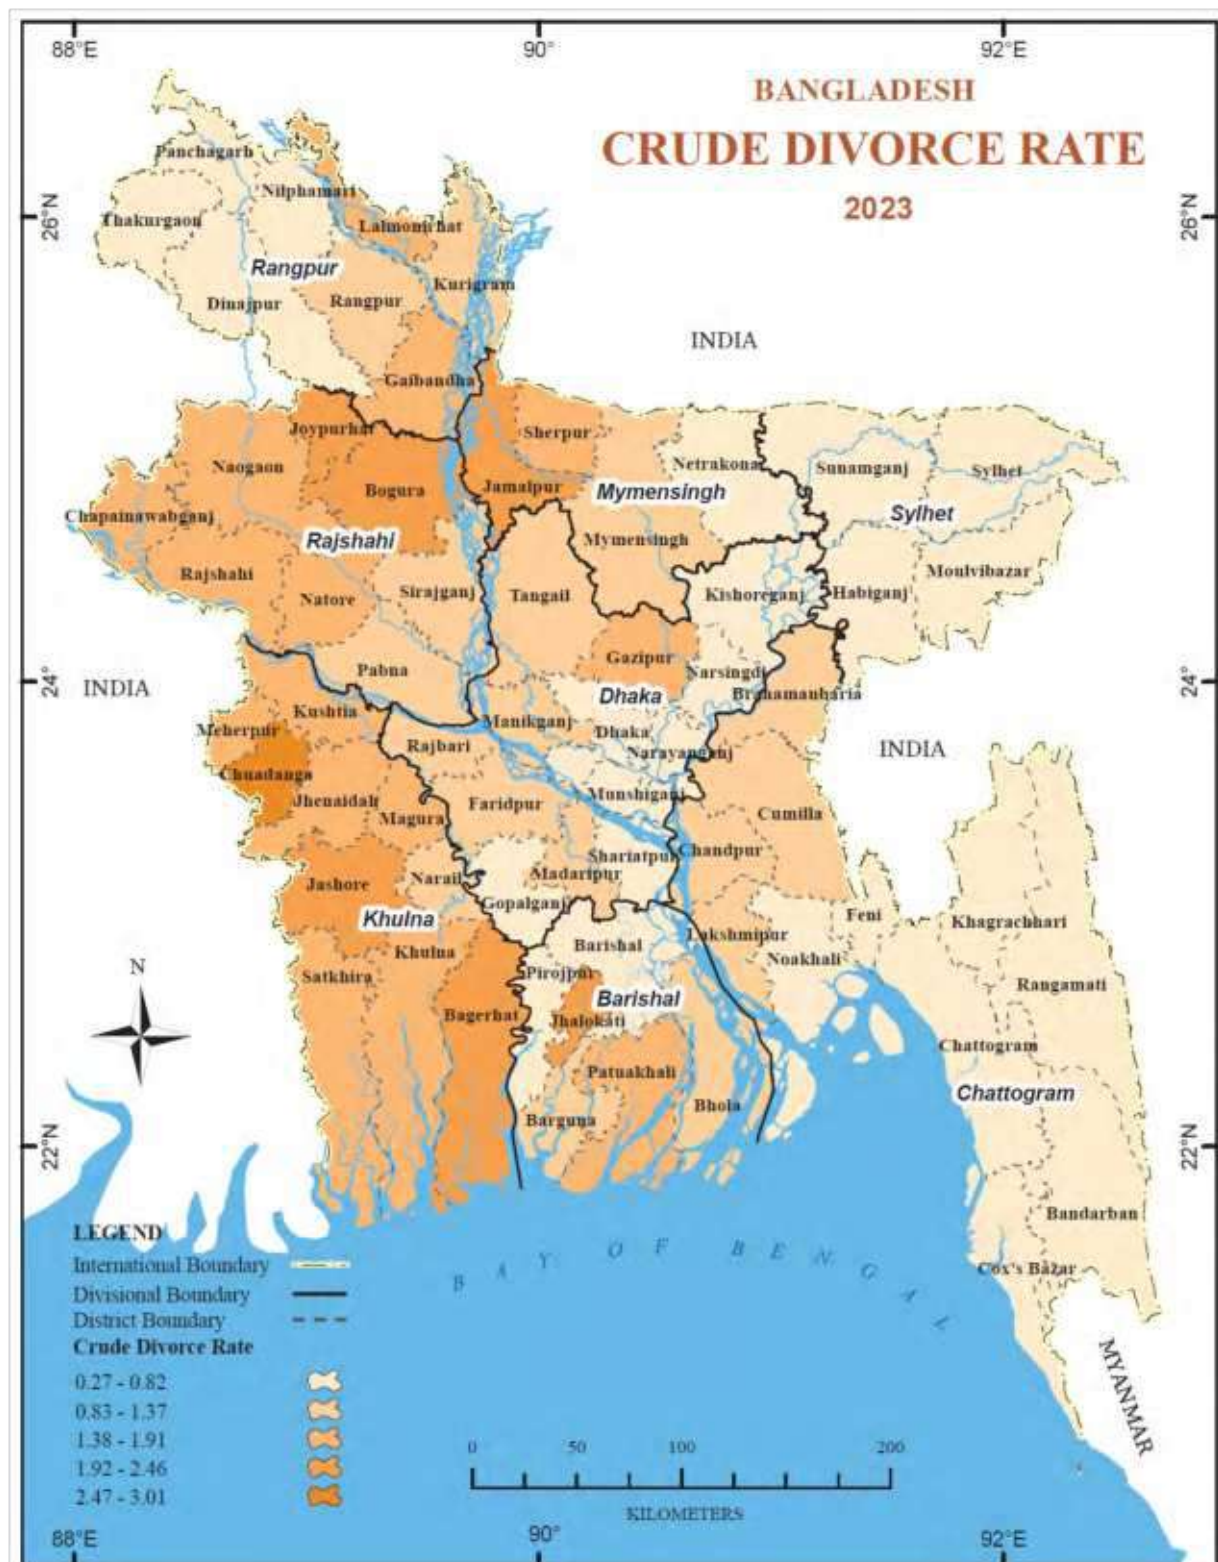 88°E
90°
92°E
BANGLADESH
CRUDE DIVORCE RATE
2023
26°N
26°N
Panchagarh
Nilphamari
Thakurgaon
Lalmonirhat
Rangpur
Kurigram
Dinajpur
Rangpur
INDIA
Gaibandha
Joypurhat
Sherpur
Naogaon
Netrakona
Sunamganj
Sylhet
Bogura
Jamalpur
Mymensingh
Chapainawabganj
Sylhet
Rajshahi
Mymensingh
Rajshahi
Moulvibazar
Natore
Sirajganj
Tangail
Kishoreganj
Habiganj
Gazipur
Pabna
Narsingdi
24°
INDIA
24°N
Dhaka
Brahamanbaria
Kushtia
Manikganj
Meherpur
Dhaka
Rajbari
Narayanganj
INDIA
Chuadanga
Munshiganj
Jhenaidah
Faridpur
Cumilla
Magura
Shariatpur
Chandpur
Jashore
Narail
Madaripur
Gopalganj
Feni
Khulna
Khagrachhari
Lakshmipur
Barishal
Khulna
Noakhali
N
Satkhira
Pirojpur
Rangamati
Barishal
Bagerhat
Jhalokati
Chattogram
Patuakhali
Chattogram
Bhola
Barguna
22°N
22°N
Bandarban
LEGEND
BAY OF BENGAL
International Boundary
Cox's Bazar
Divisional Boundary
District Boundary
Crude Divorce Rate
MYANMAR
0.27 - 0.82
0.83 - 1.37
1.38 - 1.91
1.92 - 2.46
2.47 - 3.01
0 50 100 200
KILOMETERS
88°E
90°
92°E